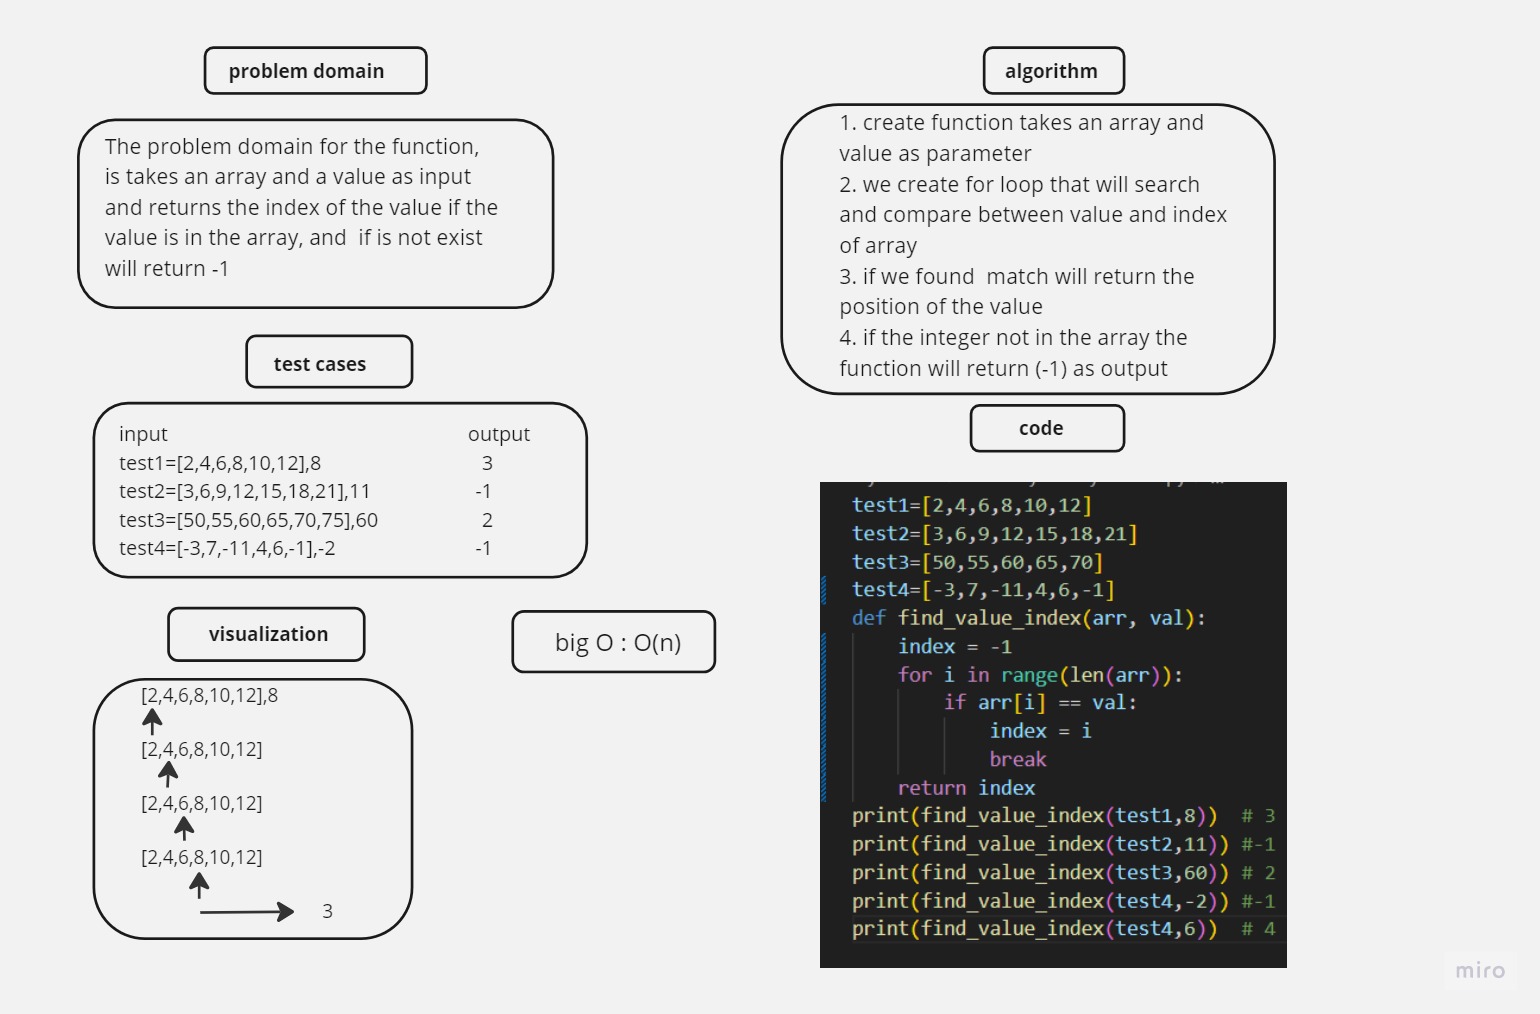 problem domain
The problem domain for the function,
is takes an array and a value as input
and returns the index of the value if the
value is in the array, and  if is not exist
will return -1
test cases
input output
test1=[2,4,6,8,10,12],8 3
test2=[3,6,9,12,15,18,21],11 -1
test3=[50,55,60,65,70,75],60 2
test4=[-3,7,-11,4,6,-1],-2 -1
visualization
big O : O(n)
[2,4,6,8,10,12],8
[2,4,6,8,10,12]
[2,4,6,8,10,12]
[2,4,6,8,10,12]
3
algorithm
1. create function takes an array and
value as parameter
2. we create for loop that will search
and compare between value and index
of array
3. if we found  match will return the
position of the value
4. if the integer not in the array the
function will return (-1) as output
code
test1=[2,4,6,8,10,12]
test2=[3,6,9,12,15,18,21]
test3=[50,55,60,65,70]
test4=[-3,7,-11,4,6,-1]
def find_value_index(arr, val):
    index = -1
    for i in range(len(arr)):
        if arr[i] == val:
            index = i
            break
    return index
print(find_value_index(test1,8))  # 3
print(find_value_index(test2,11)) #-1
print(find_value_index(test3,60)) # 2
print(find_value_index(test4,-2)) #-1
print(find_value_index(test4,6))  # 4
miro